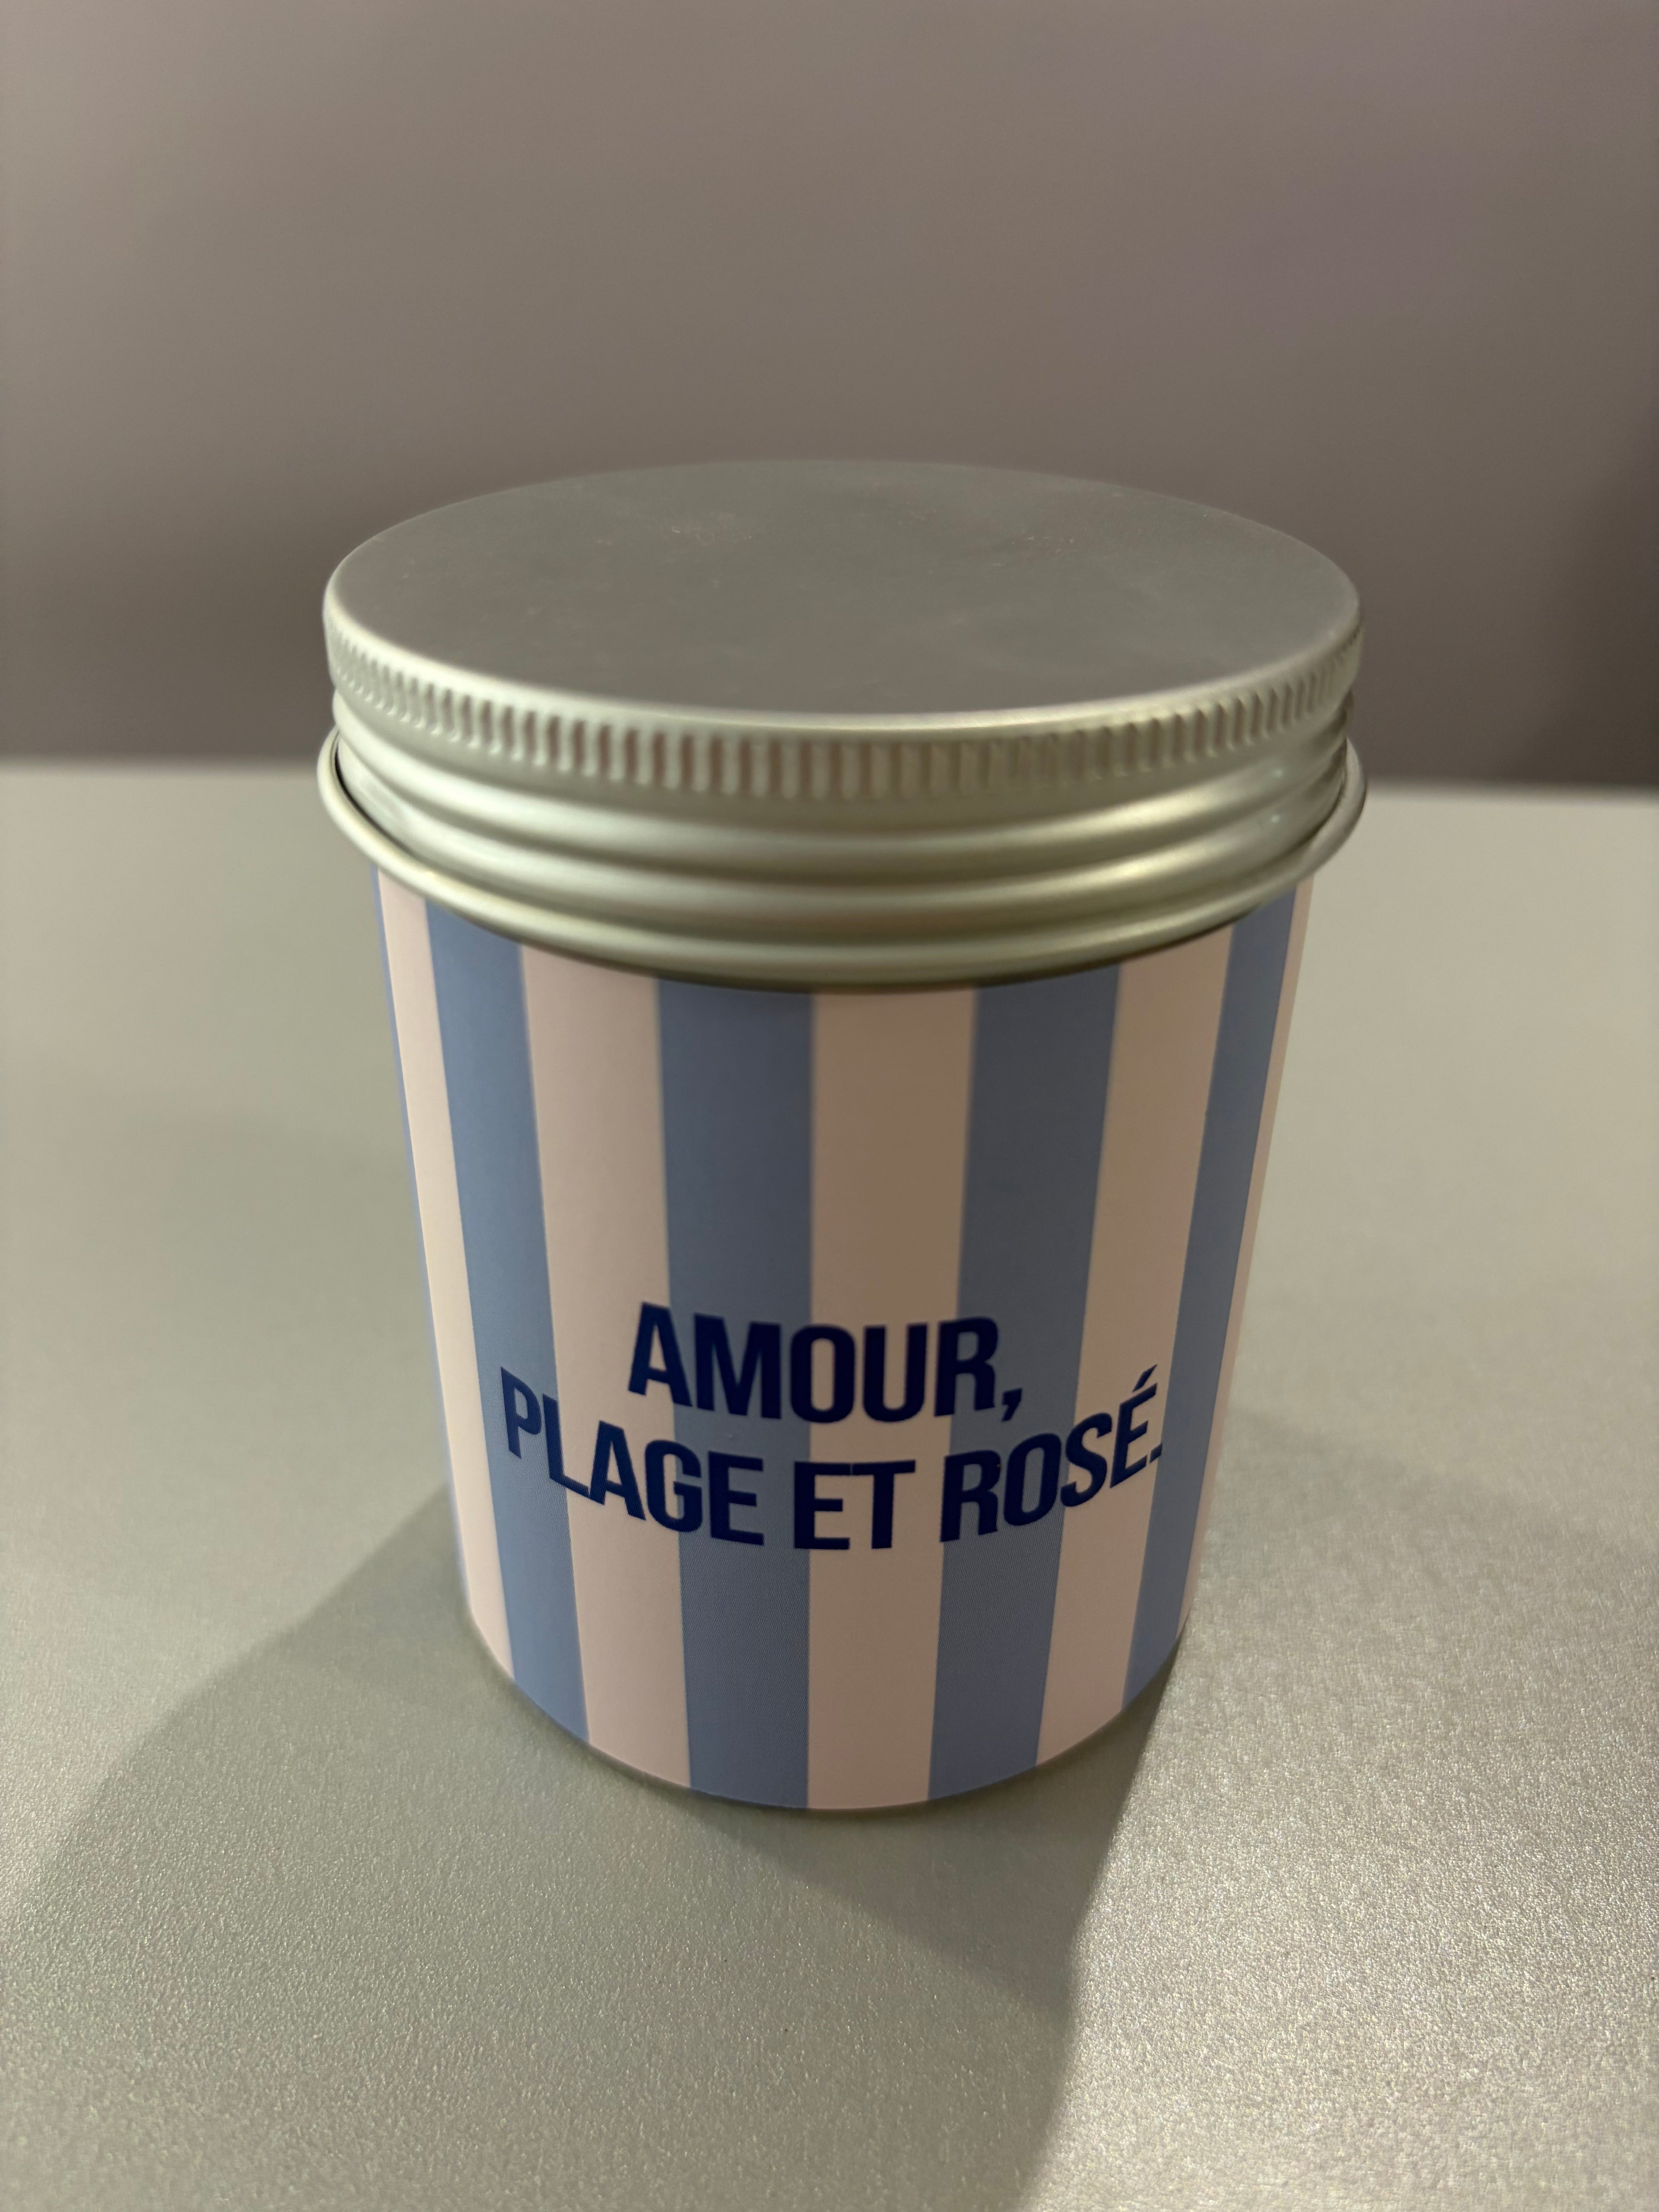 AMOUR,
PLAGE ET ROSÉ.